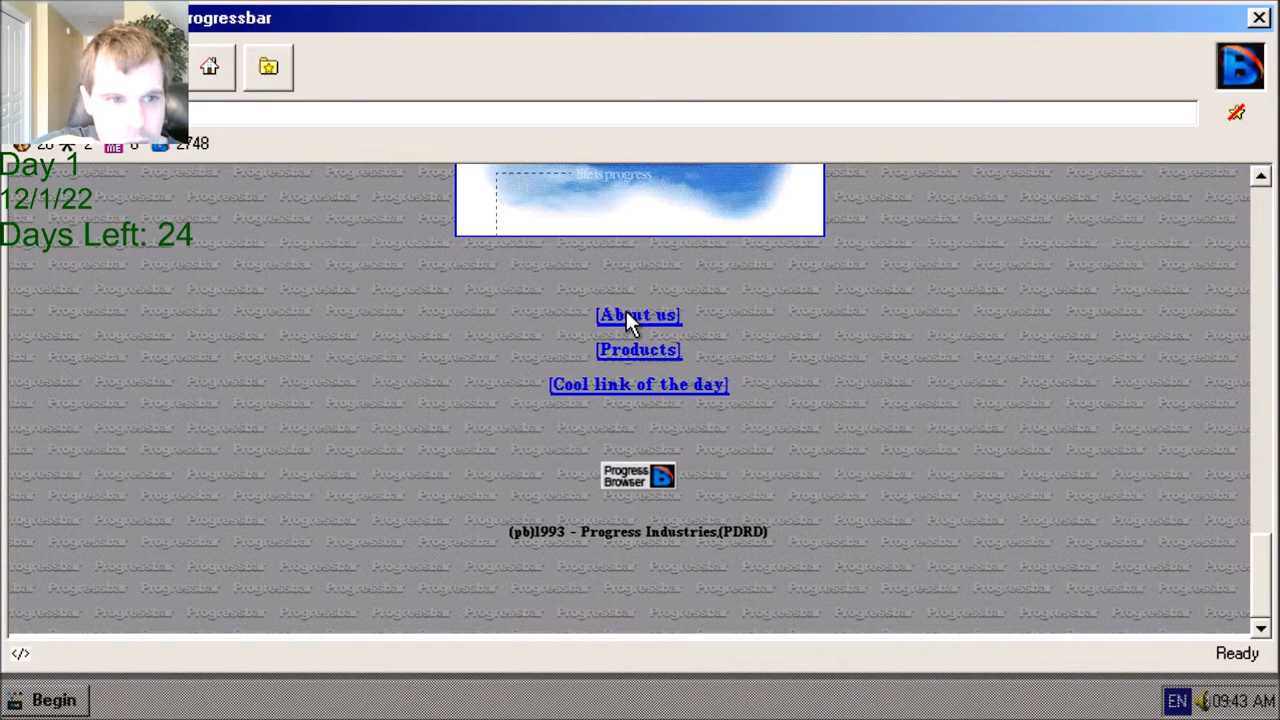 rogressbar
2748
Day 1
12/1/22
Days Left: 24
life is progress
[About us]
[Products]
[Cool link of the day]
Progress
Browser
(pb)1993 - Progress Industries,(PDRD)
Ready
Begin
EN
09:43 AM